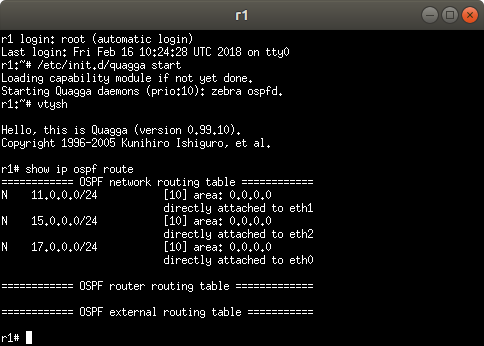 r1
r1 login: root (automatic login)
Last login: Fri Feb 16 10:24:28 UTC 2018 on tty0
r1:~# /etc/init.d/quagga start
Loading capability module if not yet done.
Starting Quagga daemons (prio:10): zebra ospfd.
r1:~# vtysh
Hello, this is Quagga (version 0.99.10).
Copyright 1996-2005 Kunihiro Ishiguro, et al.
r1# show ip ospf route
============ OSPF network routing table ============
N    11.0.0.0/24           [10] area: 0.0.0.0
                           directly attached to eth1
N    15.0.0.0/24           [10] area: 0.0.0.0
                           directly attached to eth2
N    17.0.0.0/24           [10] area: 0.0.0.0
                           directly attached to eth0
============ OSPF router routing table =============
============ OSPF external routing table ===========
r1#